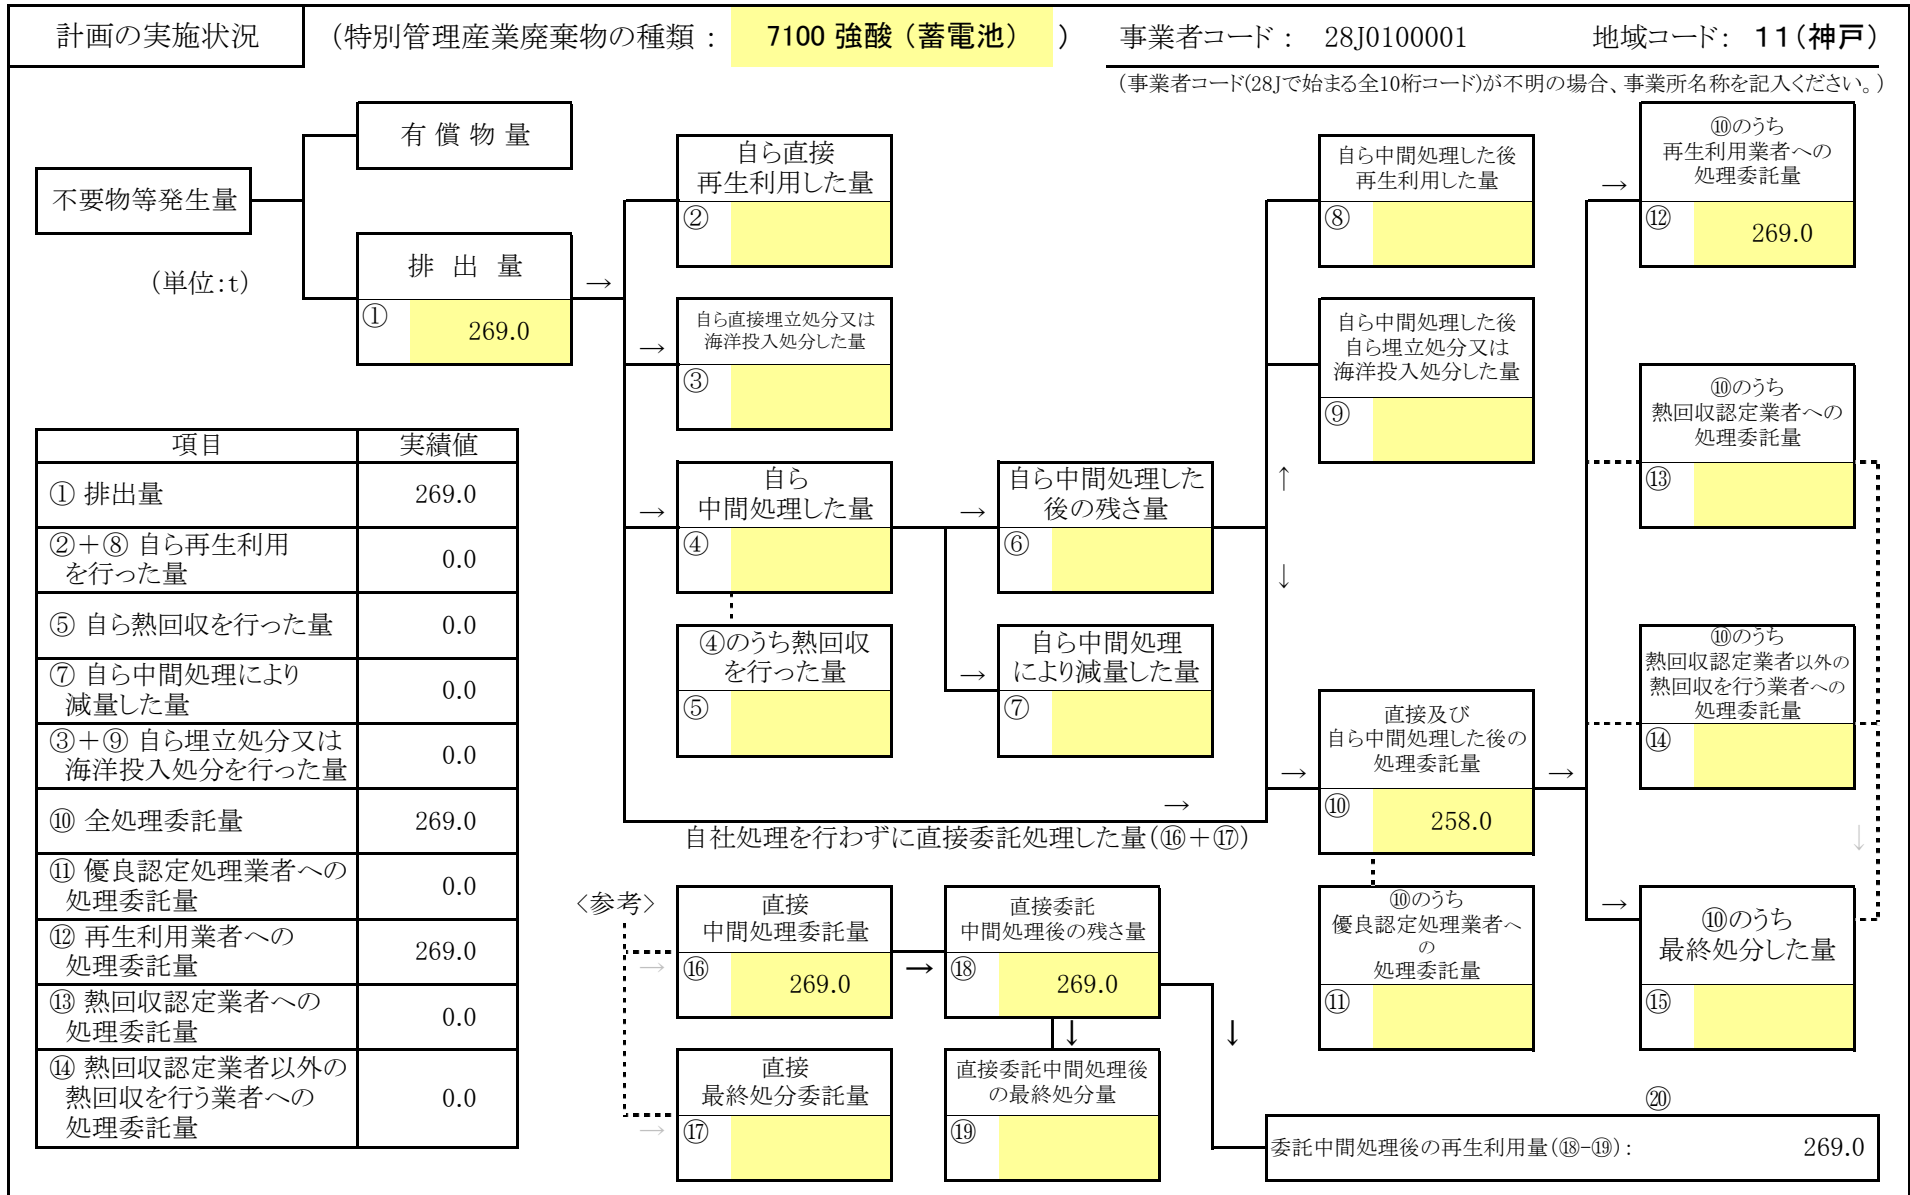 計画の実施状況
(特別管理産業廃棄物の種類: 7100 強酸 (蓄電池) )
事業者コード: 28J0100001
地域コード: 11(神戸)
(事業者コード(28Jで始まる全10桁コード)が不明の場合、事業所名称を記入ください。)
不要物等発生量
(単位:t)
有 償 物 量
排 出 量
① 269.0
→
自ら直接
再生利用した量
②
→
自ら直接埋立処分又は
海洋投入処分した量
③
→
自ら
中間処理した量
④
④のうち熱回収
を行った量
⑤
→
自ら中間処理した
後の残さ量
⑥
→
自ら中間処理
により減量した量
⑦
自ら中間処理した後
再生利用した量
⑧
自ら中間処理した後
自ら埋立処分又は
海洋投入処分した量
⑨
↑
↓
→
自社処理を行わずに直接委託処理した量(⑯+⑰)
→
直接及び
自ら中間処理した後の
処理委託量
⑩ 258.0
⑩のうち
優良認定処理業者へ
の
処理委託量
⑪
→
→
⑩のうち
再生利用業者への
処理委託量
⑫ 269.0
⑩のうち
熱回収認定業者への
処理委託量
⑬
⑩のうち
熱回収認定業者以外の
熱回収を行う業者への
処理委託量
⑭
↓
→
⑩のうち
最終処分した量
⑮
項目 実績値
① 排出量 269.0
②+⑧ 自ら再生利用
を行った量 0.0
⑤ 自ら熱回収を行った量 0.0
⑦ 自ら中間処理により
減量した量 0.0
③+⑨ 自ら埋立処分又は
海洋投入処分を行った量 0.0
⑩ 全処理委託量 269.0
⑪ 優良認定処理業者への
処理委託量 0.0
⑫ 再生利用業者への
処理委託量 269.0
⑬ 熱回収認定業者への
処理委託量 0.0
⑭ 熱回収認定業者以外の
熱回収を行う業者への
処理委託量 0.0
<参考>
→
直接
中間処理委託量
⑯ 269.0
→
直接委託
中間処理後の残さ量
⑱ 269.0
↓
↓
→
直接
最終処分委託量
⑰
直接委託中間処理後
の最終処分量
⑲
⑳
委託中間処理後の再生利用量(⑱-⑲): 269.0